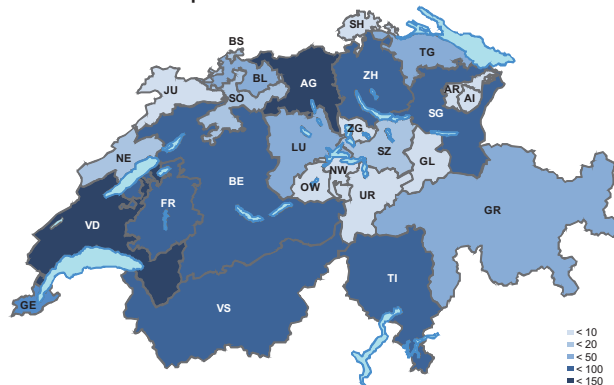 SH
BS
TG
BL
AG
ZH
JU
AR
AI
SO
SG
ZG
LU
SZ
NE
GL
NW
BE
OW
UR
FR
GR
VD
TI
GE
VS
< 10
< 20
< 50
< 100
< 150